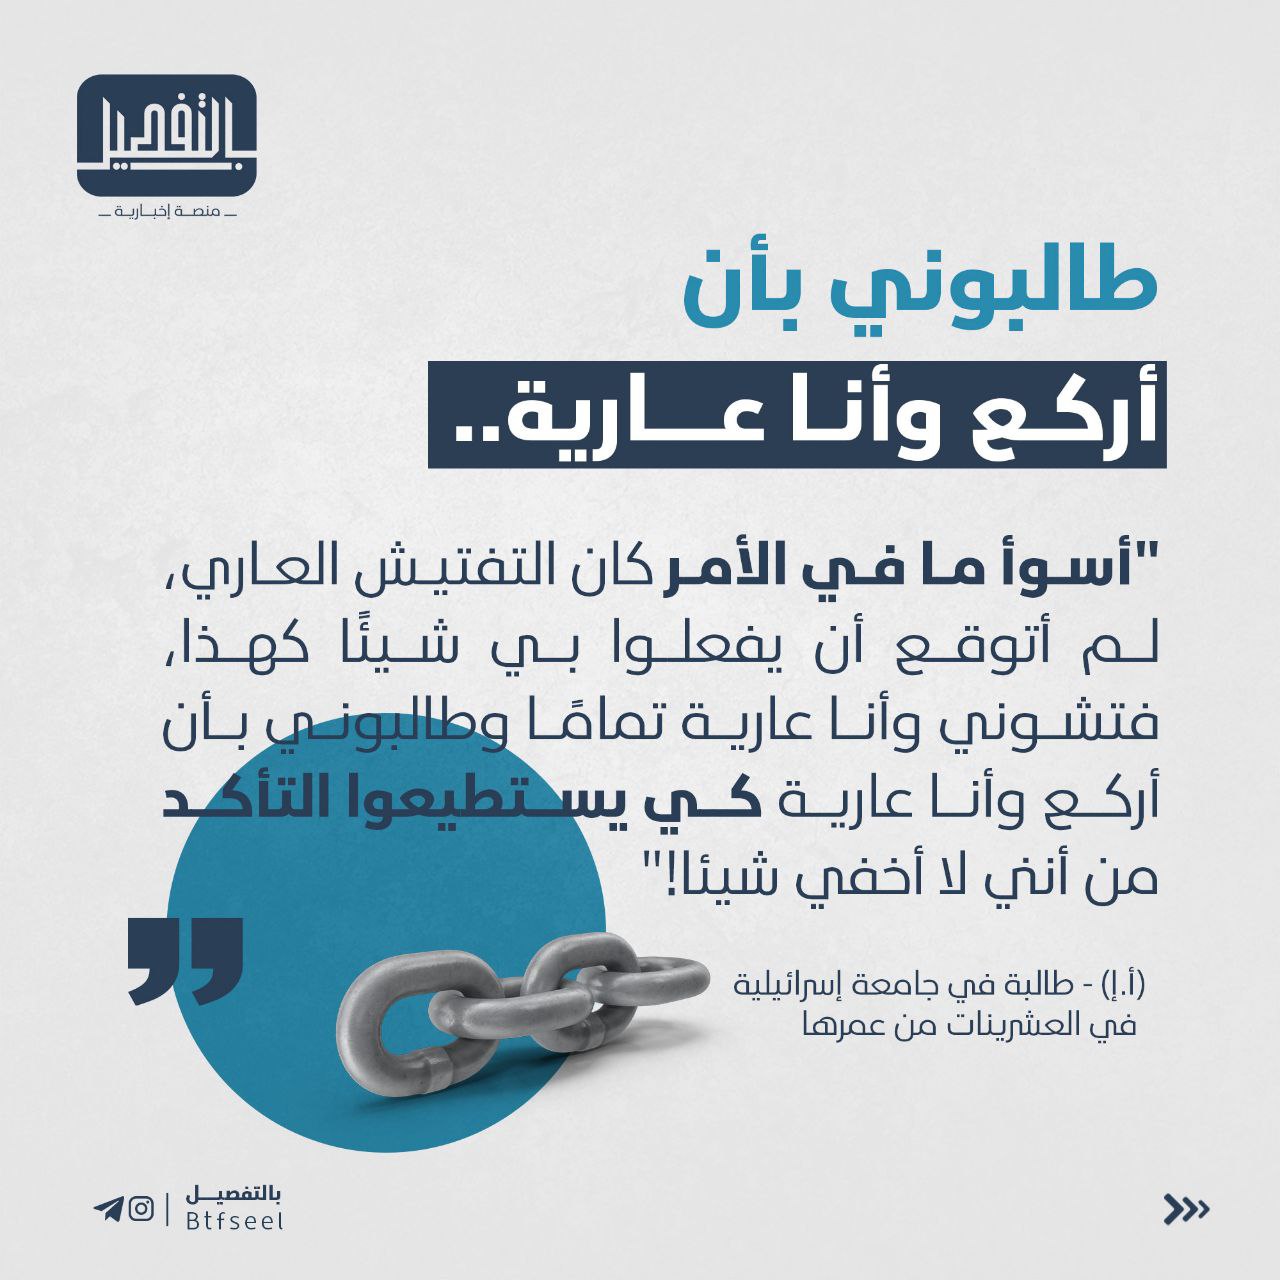 بالتفصيل
منصة إخبارية
طالبوني بأن
أركع وأنا عارية..
"أسوأ ما في الأمر كان التفتيش العاري،
لم أتوقع أن يفعلوا بي شيئًا كهذا،
فتشوني وأنا عارية تمامًا وطالبوني بأن
أركع وأنا عارية كي يستطيعوا التأكد
من أنني لا أخفي شيئا!"
(أ.إ) - طالبة في جامعة إسرائيلية
في العشرينات من عمرها
بالتفصيل
Btfseel